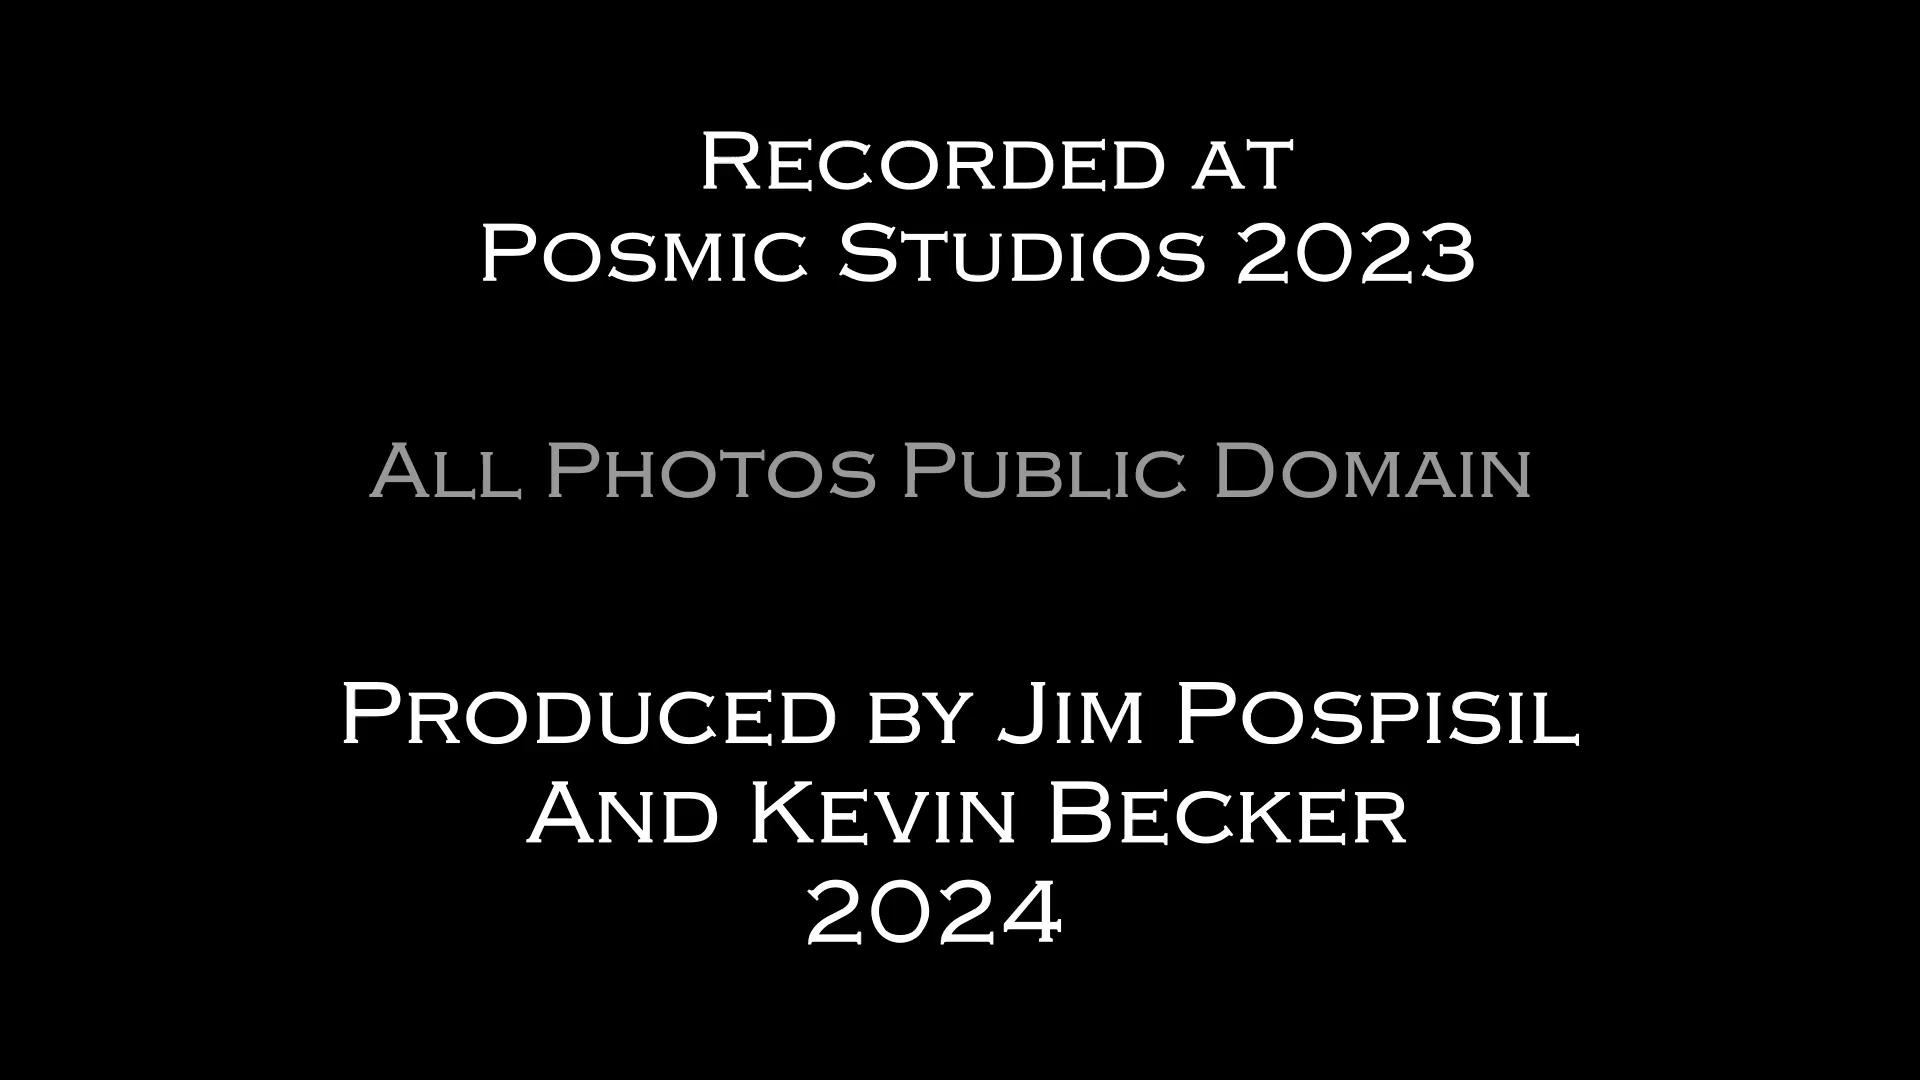 Recorded at
Posmic Studios 2023
All Photos Public Domain
Produced by Jim Pospisil
And Kevin Becker
2024